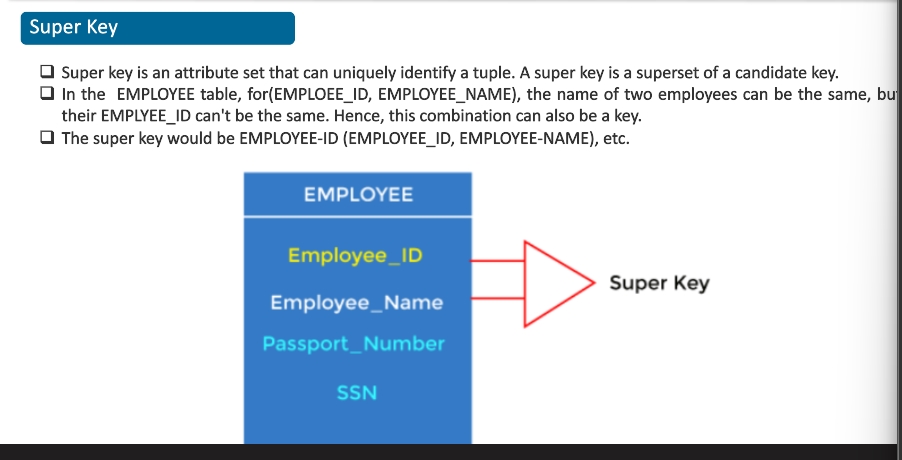 Super Key
Super key is an attribute set that can uniquely identify a tuple. A super key is a superset of a candidate key.
In the EMPLOYEE table, for(EMPLOEE_ID, EMPLOYEE_NAME), the name of two employees can be the same, bu
their EMPLYEE_ID can't be the same. Hence, this combination can also be a key.
The super key would be EMPLOYEE-ID (EMPLOYEE_ID, EMPLOYEE-NAME), etc.
EMPLOYEE
Employee_ID
Employee_Name
Passport_Number
SSN
Super Key